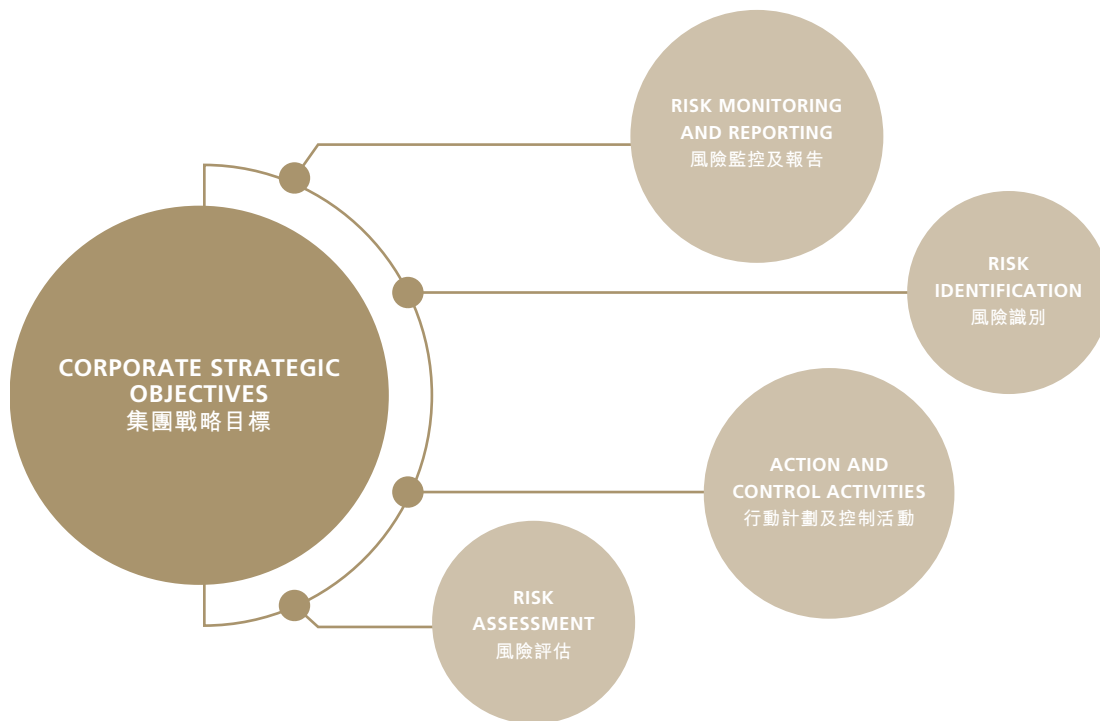 RISK MONITORING
AND REPORTING
風險監控及報告
RISK
IDENTIFICATION
風險識別
CORPORATE STRATEGIC
OBJECTIVES
集團戰略目標
ACTION AND
CONTROL ACTIVITIES
行動計劃及控制活動
RISK
ASSESSMENT
風險評估